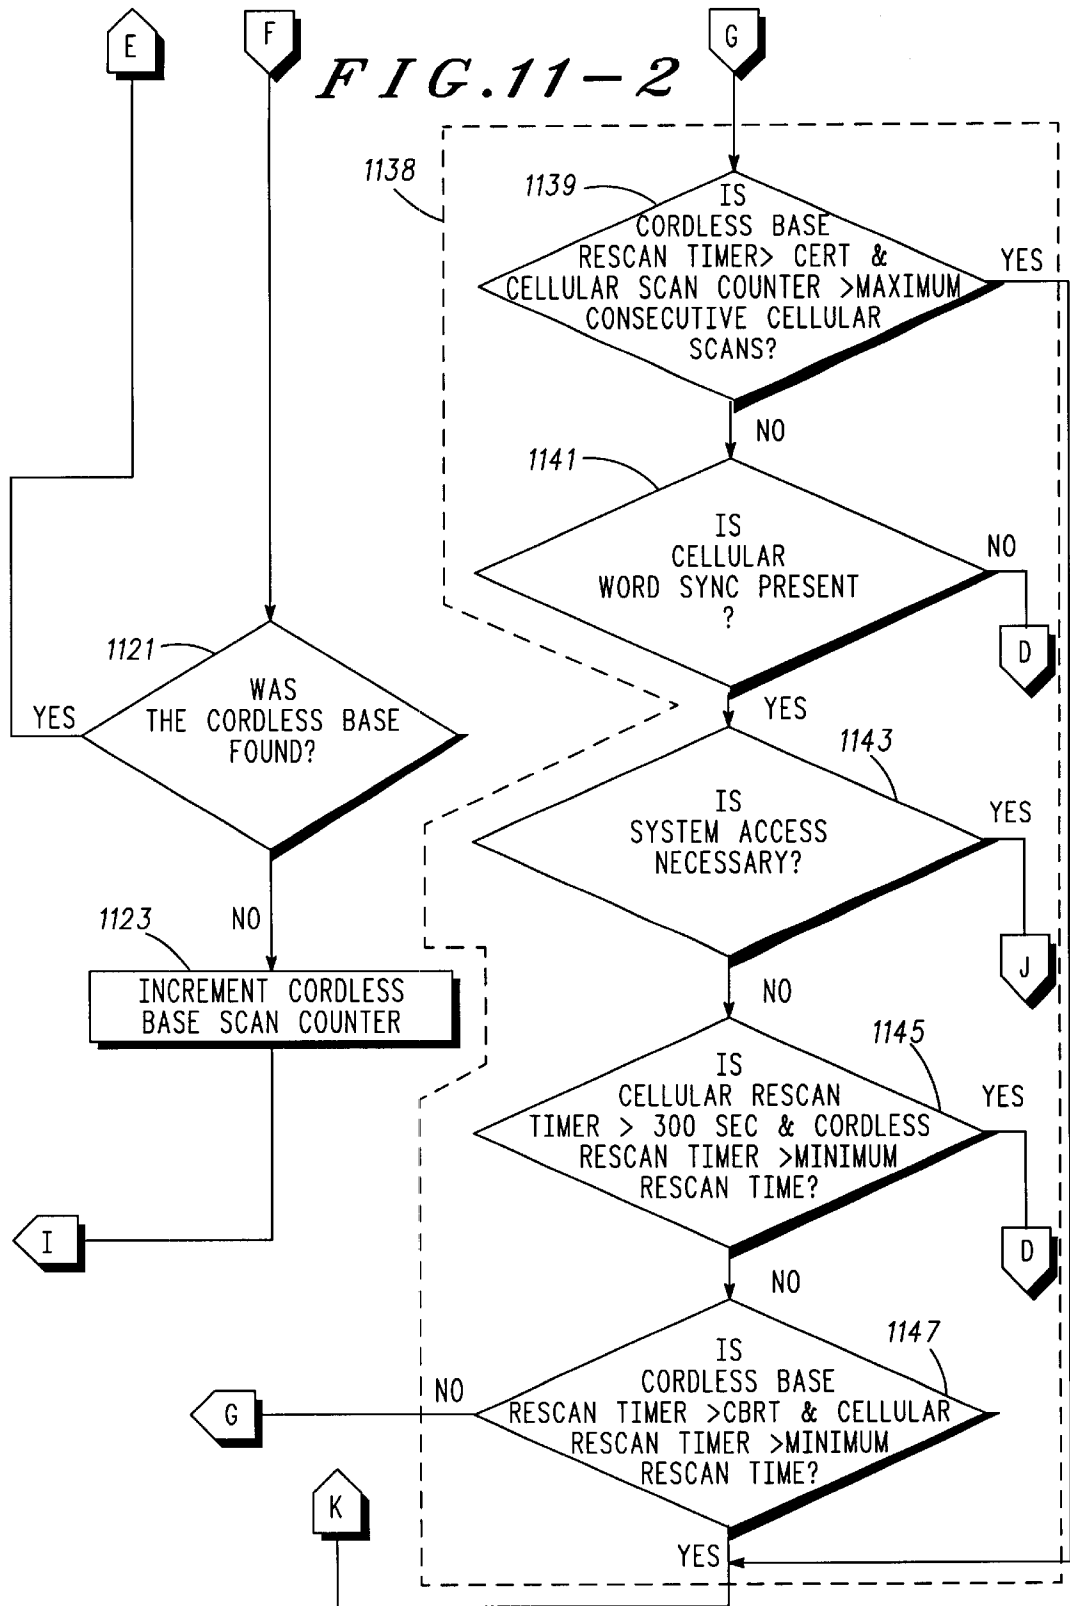 E
F
G
FIG.11-2
1138
1139
IS
CORDLESS BASE
RESCAN TIMER> CERT &
CELLULAR SCAN COUNTER >MAXIMUM
CONSECUTIVE CELLULAR
SCANS?
YES
NO
1141
IS
CELLULAR
WORD SYNC PRESENT
?
NO
D
YES
1121
WAS
THE CORDLESS BASE
FOUND?
YES
NO
1123
INCREMENT CORDLESS
BASE SCAN COUNTER
I
1143
IS
SYSTEM ACCESS
NECESSARY?
YES
J
NO
1145
IS
CELLULAR RESCAN
TIMER > 300 SEC & CORDLESS
RESCAN TIMER >MINIMUM
RESCAN TIME?
YES
D
NO
1147
IS
CORDLESS BASE
RESCAN TIMER >CBRT & CELLULAR
RESCAN TIMER >MINIMUM
RESCAN TIME?
NO
G
K
YES